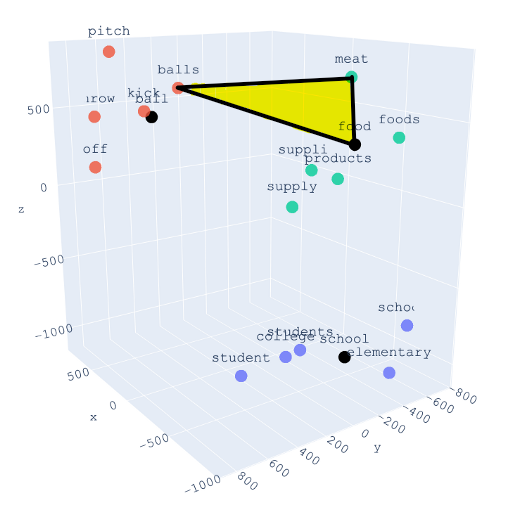 pitch
balls
meat
kick
ball
row
foods
food
off
suppli
products
supply
schoo
students
college
school
student
elementary
500
0
−500
−1000
z
500
0
−500
−1000
x
800
600
400
200
0
−200
−400
−600
−800
y